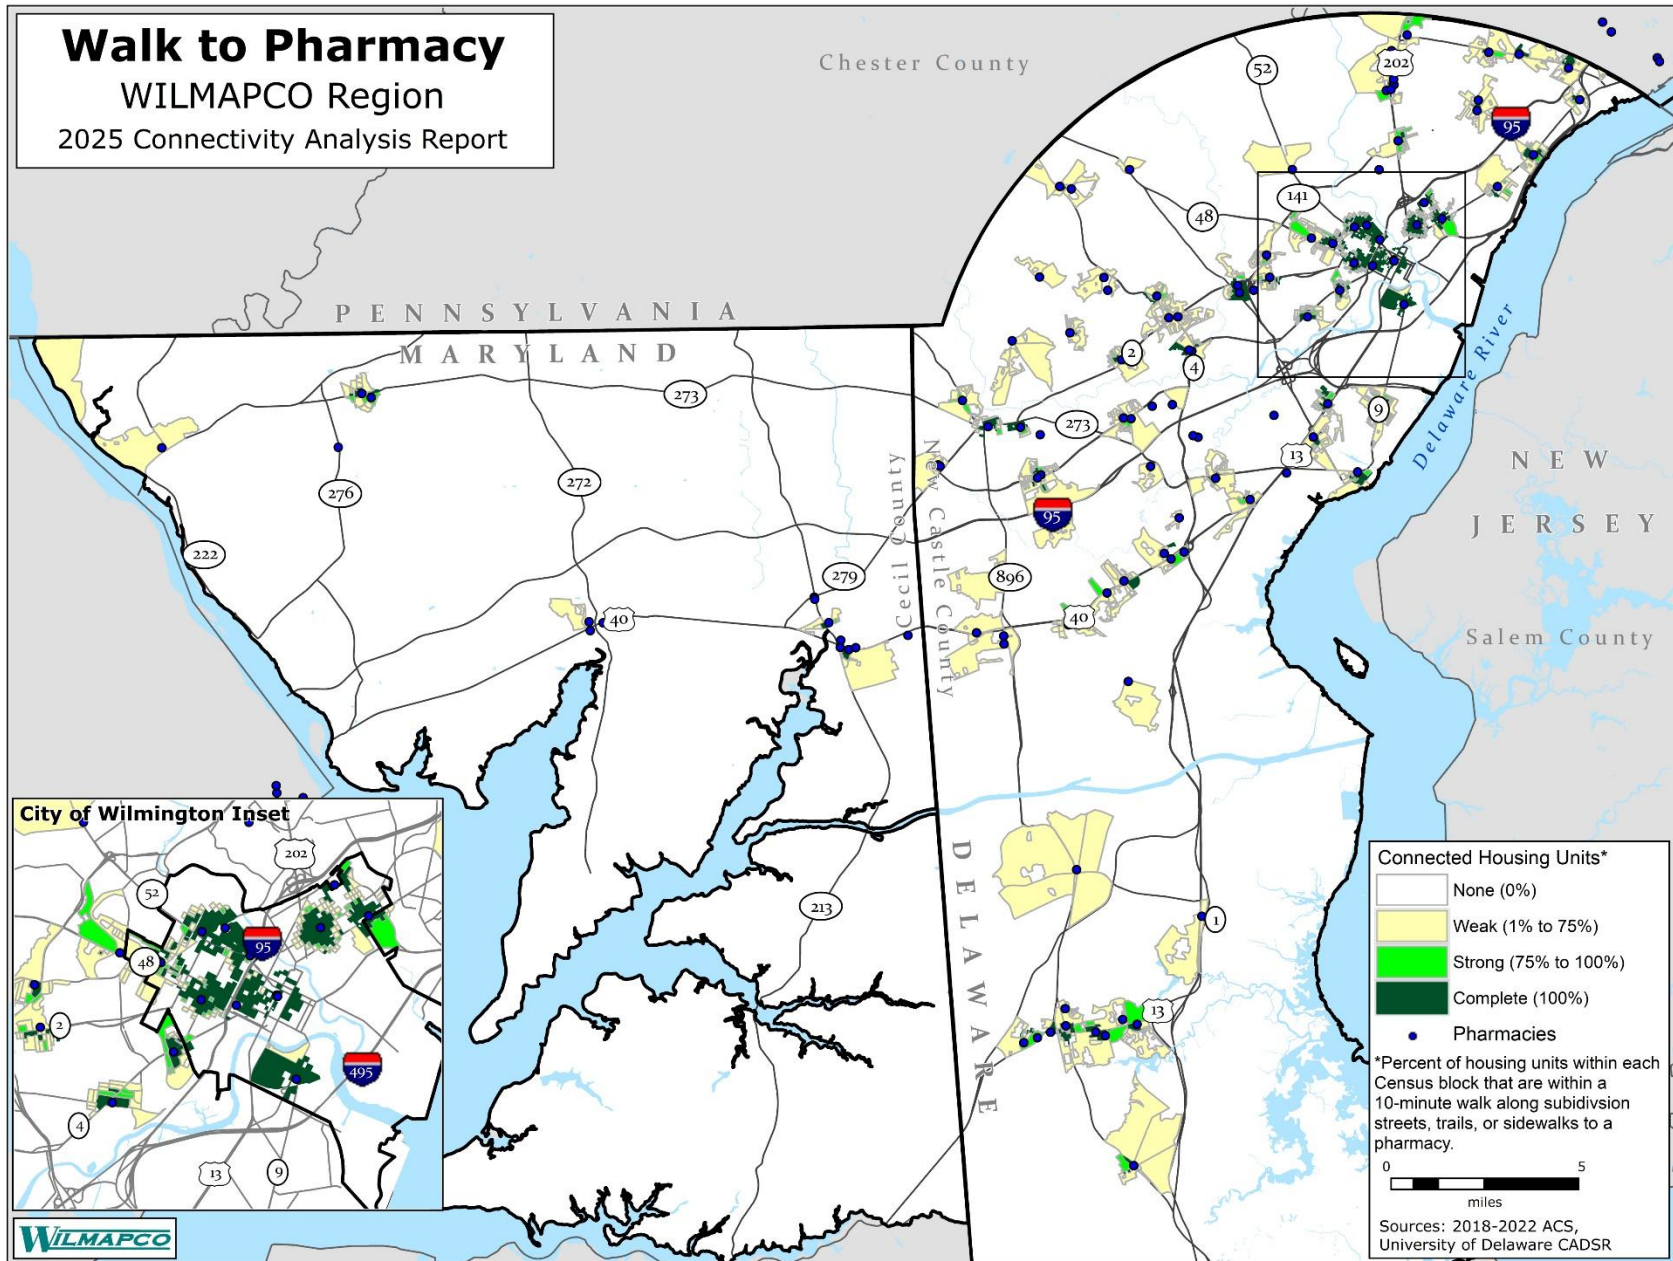 Walk to Pharmacy
WILMAPCO Region
2025 Connectivity Analysis Report
Chester County
PENNSYLVANIA
MARYLAND
52
202
95
141
48
2
4
273
273
9
13
Delaware River
NEW
JERSEY
Salem County
276
272
222
95
279
896
40
40
Cecil County
New Castle County
DELAWARE
213
1
13
City of Wilmington Inset
202
52
95
48
2
495
4
13
9
WILMAPCO
Connected Housing Units*
None (0%)
Weak (1% to 75%)
Strong (75% to 100%)
Complete (100%)
Pharmacies
*Percent of housing units within each
Census block that are within a
10-minute walk along subidivsion
streets, trails, or sidewalks to a
pharmacy.
0 5
miles
Sources: 2018-2022 ACS,
University of Delaware CADSR